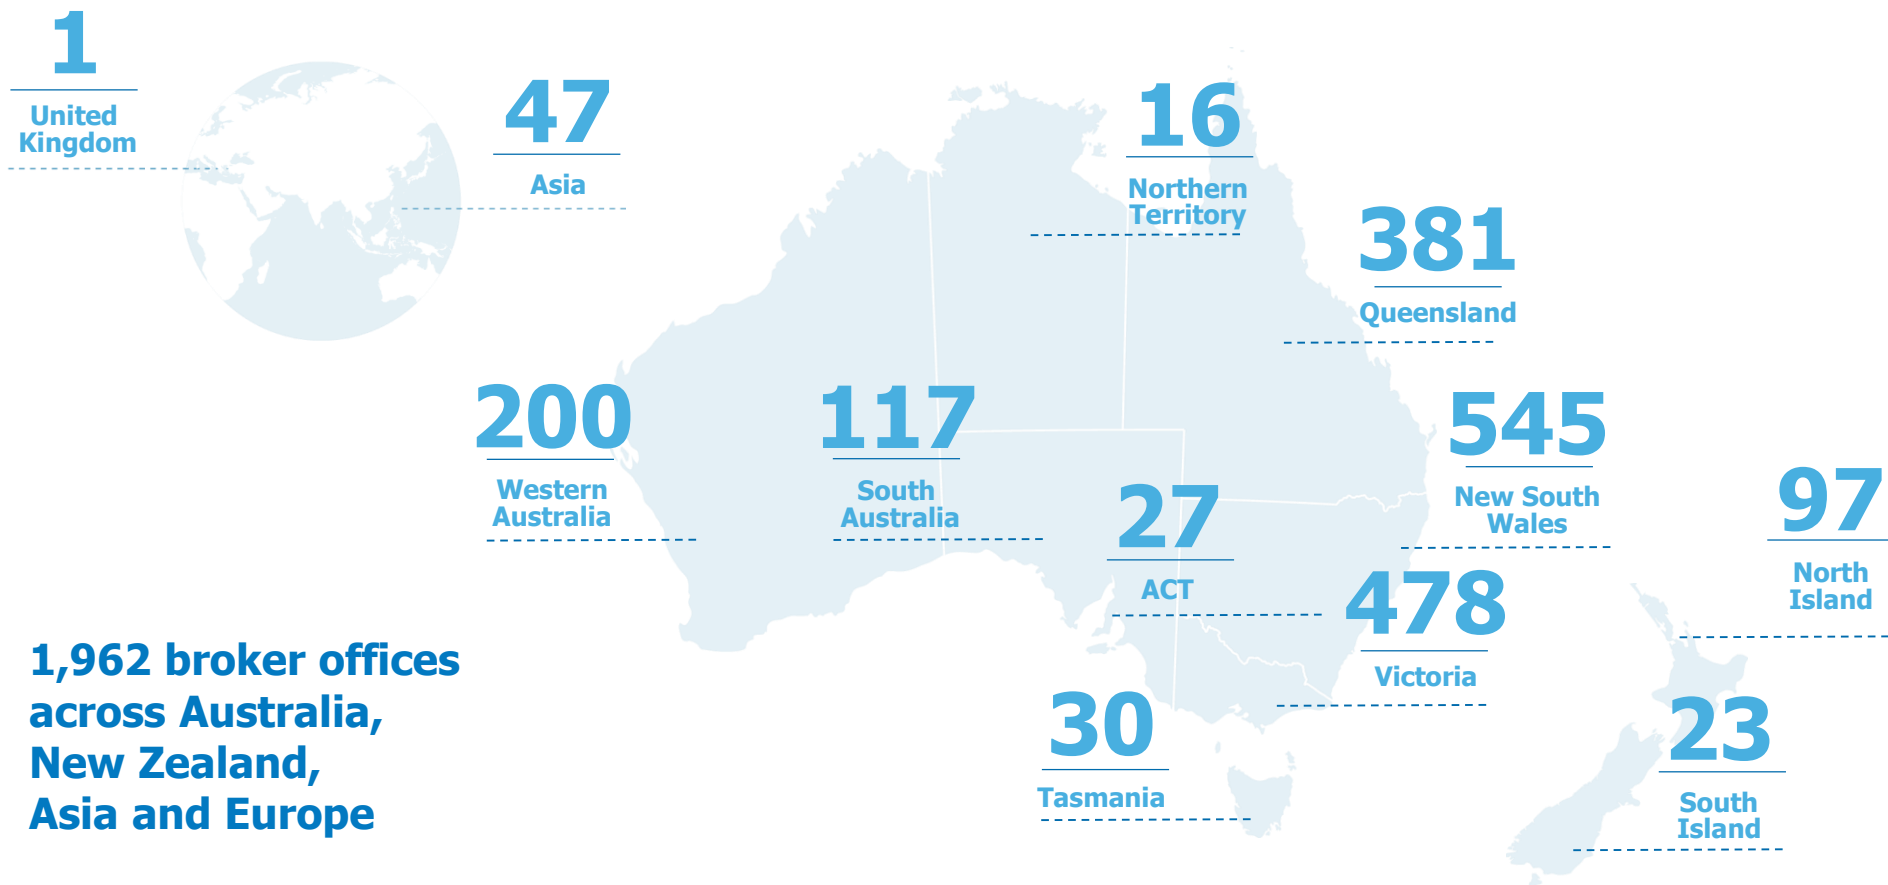 1
United
Kingdom
47
Asia
16
Northern
Territory
381
Queensland
200
Western
Australia
117
South
Australia
545
New South
Wales
27
ACT
97
North
Island
478
Victoria
30
Tasmania
23
South
Island
1,962 broker offices
across Australia,
New Zealand,
Asia and Europe